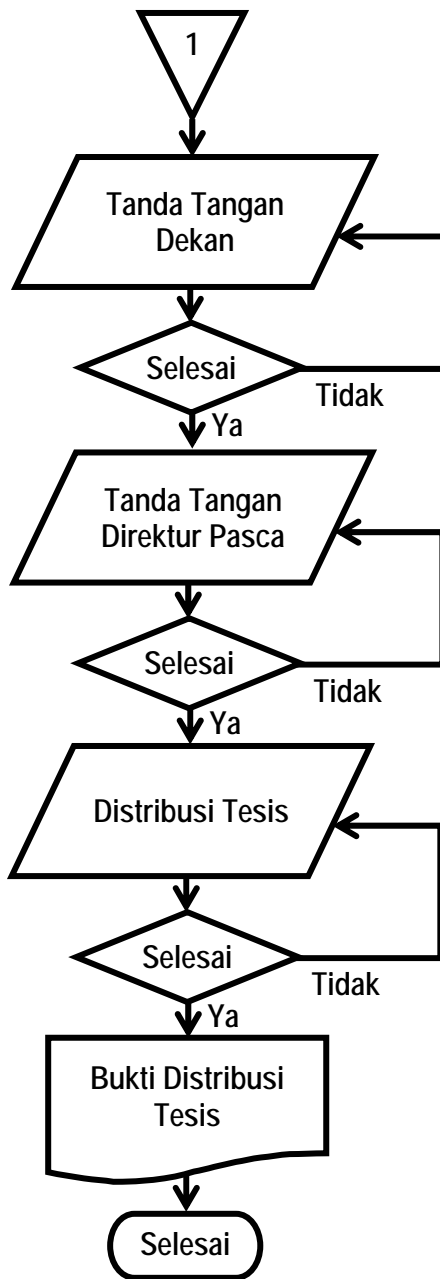 1
Tanda Tangan
Dekan
Selesai
Tidak
Ya
Tanda Tangan
Direktur Pasca
Selesai
Tidak
Ya
Distribusi Tesis
Selesai
Tidak
Ya
Bukti Distribusi
Tesis
Selesai